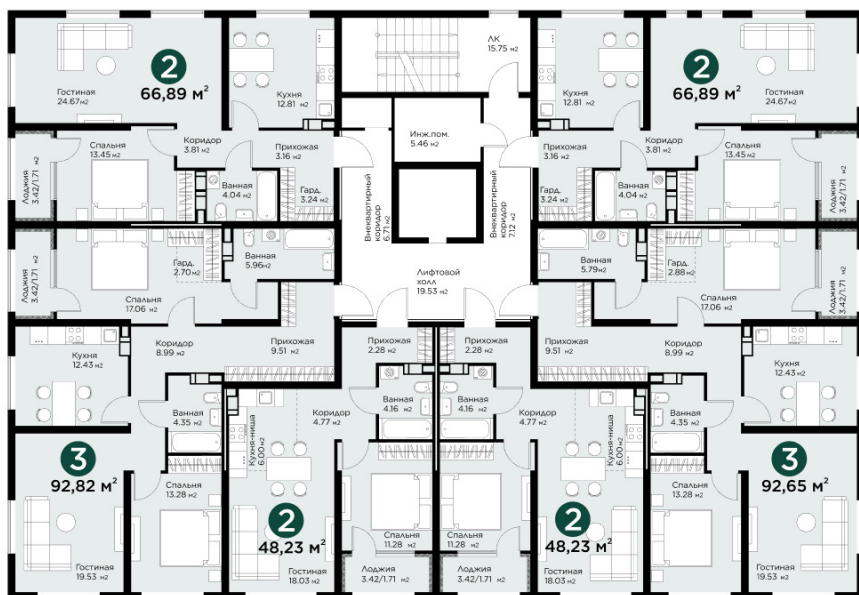 2
66,89 м²
Гостиная
24.67м2
Кухня
12.81 м2
Спальня
13.45 м2
Коридор
3.81 м2
Прихожая
3.16 м2
Ванная
4.04 м2
Гард.
3.24 м2
Лоджия
3.42/1.71 м2
ЛК
15.75 м2
Инж.пом.
5.46 м2
Внеквартирный
коридор
6.71 м2
Внеквартирный
коридор
7.12 м2
Лифтовой
холл
19.53 м2
Кухня
12.81 м2
2
66,89 м²
Гостиная
24.67м2
Прихожая
3.16 м2
Коридор
3.81 м2
Спальня
13.45 м2
Гард.
3.24 м2
Ванная
4.04 м2
Лоджия
3.42/1.71 м2
Лоджия
3.42/1.71 м2
Гард.
2.70 м2
Ванная
5.96м2
Спальня
17.06 м2
Кухня
12.43 м2
Коридор
8.99 м2
Прихожая
9.51 м2
Ванная
4.35 м2
3
92,82 м²
Спальня
13.28 м2
Гостиная
19.53 м2
Прихожая
2.28 м2
Ванная
4.16 м2
Коридор
4.77 м2
Кухня-ниша
6.00м2
2
48,23 м²
Гостиная
18.03 м2
Спальня
11.28 м2
Лоджия
3.42/1.71 м2
Прихожая
2.28 м2
Ванная
4.16 м2
Коридор
4.77 м2
Кухня-ниша
6.00м2
2
48,23 м²
Гостиная
18.03 м2
Спальня
11.28 м2
Лоджия
3.42/1.71 м2
Ванная
5.79м2
Гард.
2.88 м2
Спальня
17.06 м2
Лоджия
3.42/1.71 м2
Прихожая
9.51 м2
Коридор
8.99 м2
Кухня
12.43 м2
Ванная
4.35 м2
3
92,65 м²
Спальня
13.28 м2
Гостиная
19.53 м2